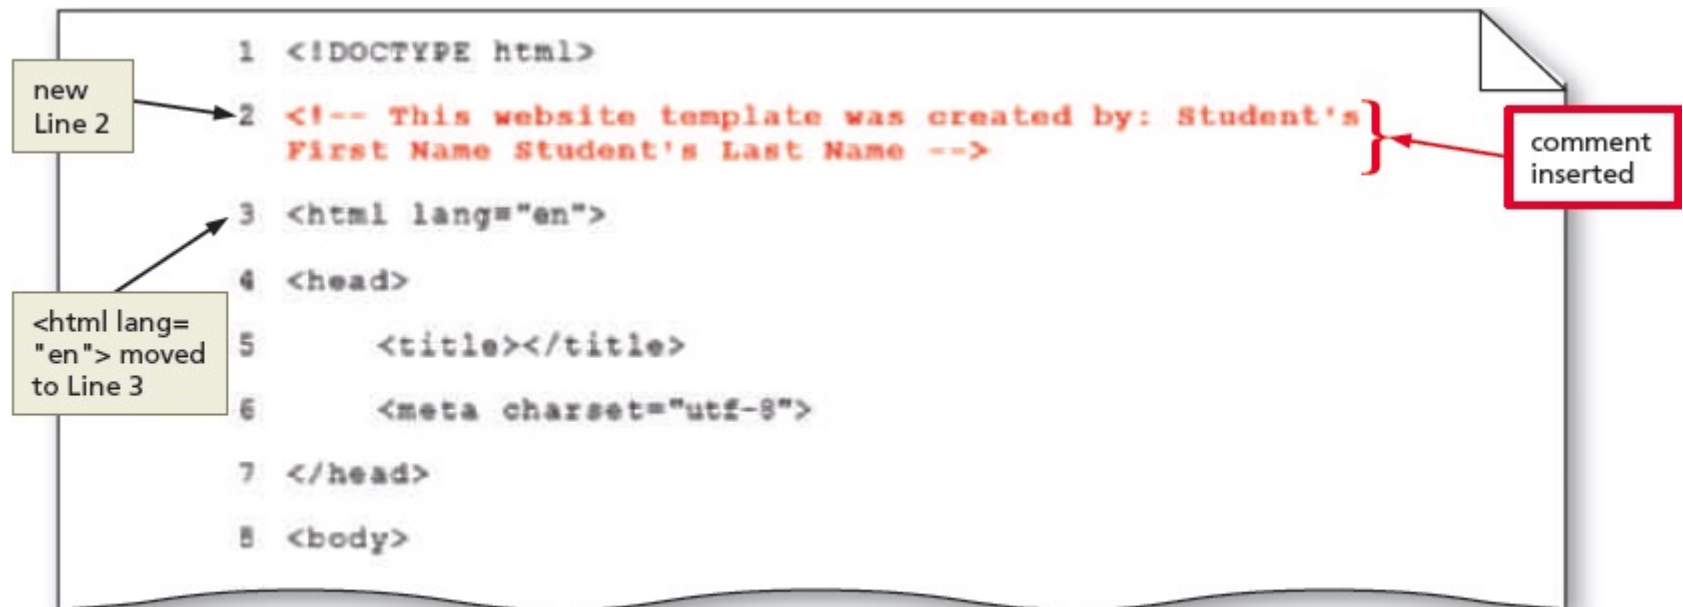 1 <!DOCTYPE html>
new
Line 2
2 <!-- This website template was created by: Student's
First Name Student's Last Name -->
comment
inserted
3 <html lang="en">
4 <head>
<html lang=
"en"> moved
to Line 3
5 <title></title>
6 <meta charset="utf-8">
7 </head>
8 <body>